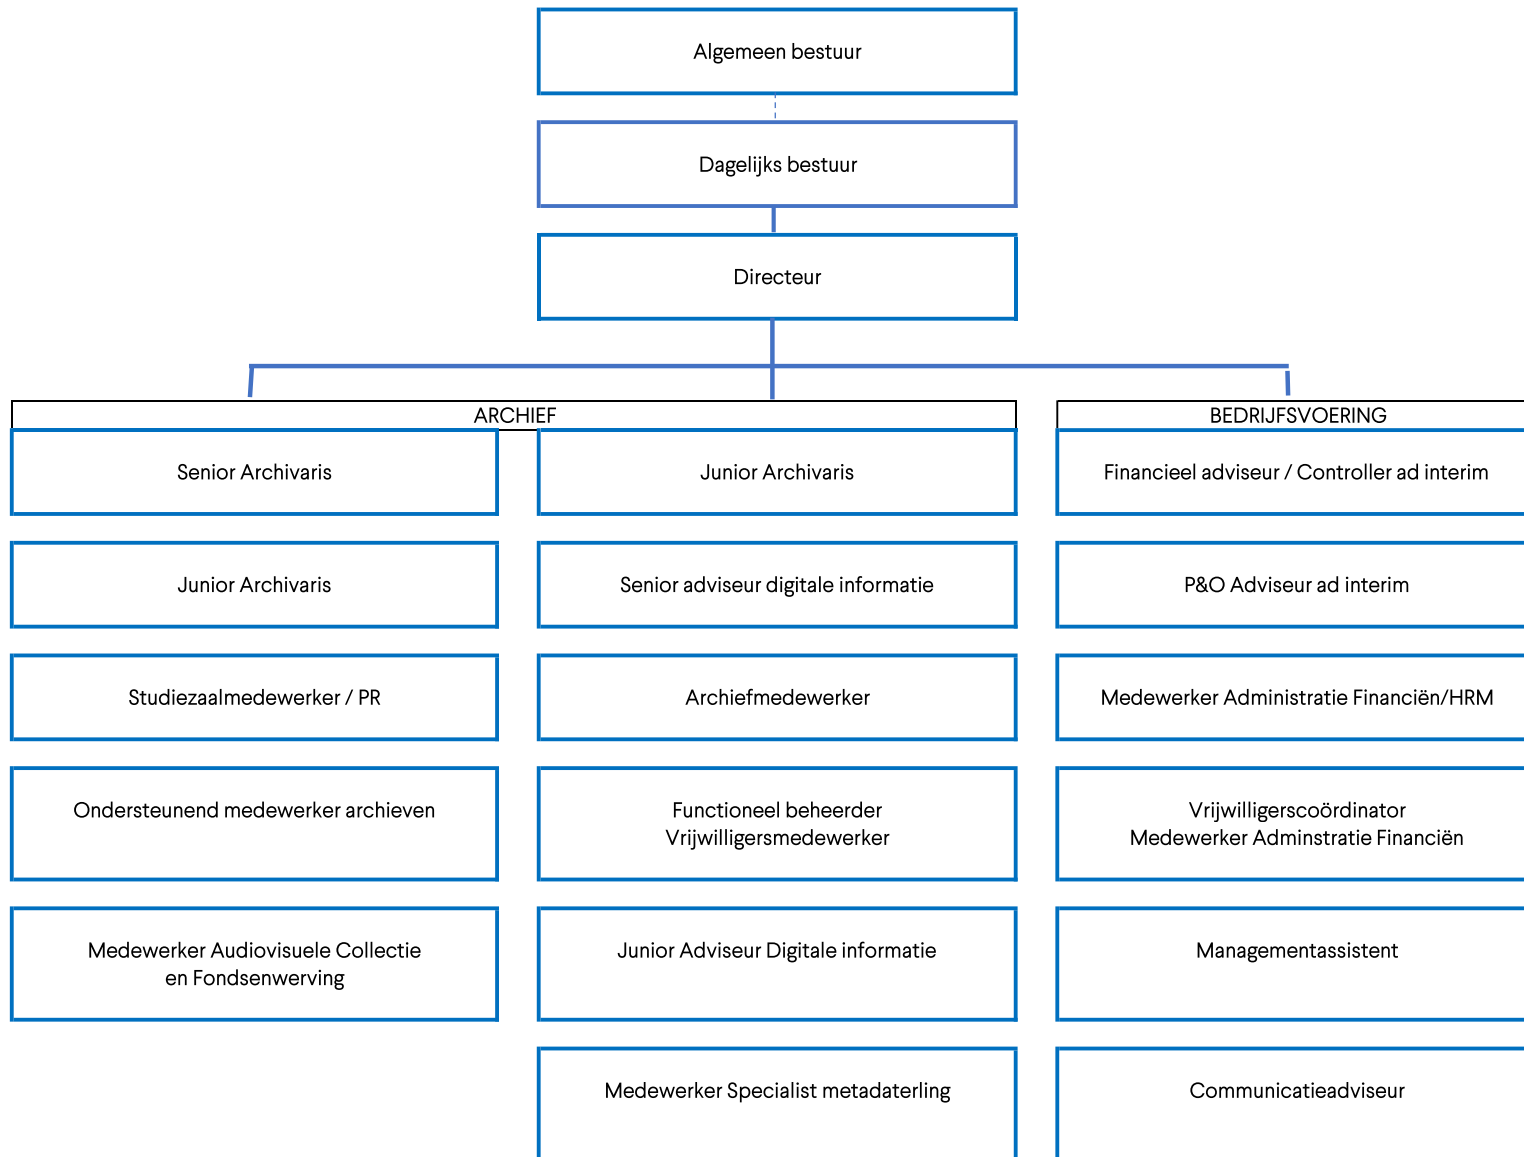 Algemeen bestuur
Dagelijks bestuur
Directeur
ARCHIEF
BEDRIJFSVOERING
Senior Archivaris
Junior Archivaris
Financieel adviseur / Controller ad interim
Junior Archivaris
Senior adviseur digitale informatie
P&O Adviseur ad interim
Studiezaalmedewerker / PR
Archiefmedewerker
Medewerker Administratie Financiën/HRM
Ondersteunend medewerker archieven
Functioneel beheerder
Vrijwilligersmedewerker
Vrijwilligerscoördinator
Medewerker Adminstratie Financiën
Medewerker Audiovisuele Collectie
en Fondsenwerving
Junior Adviseur Digitale informatie
Managementassistent
Medewerker Specialist metadaterling
Communicatieadviseur